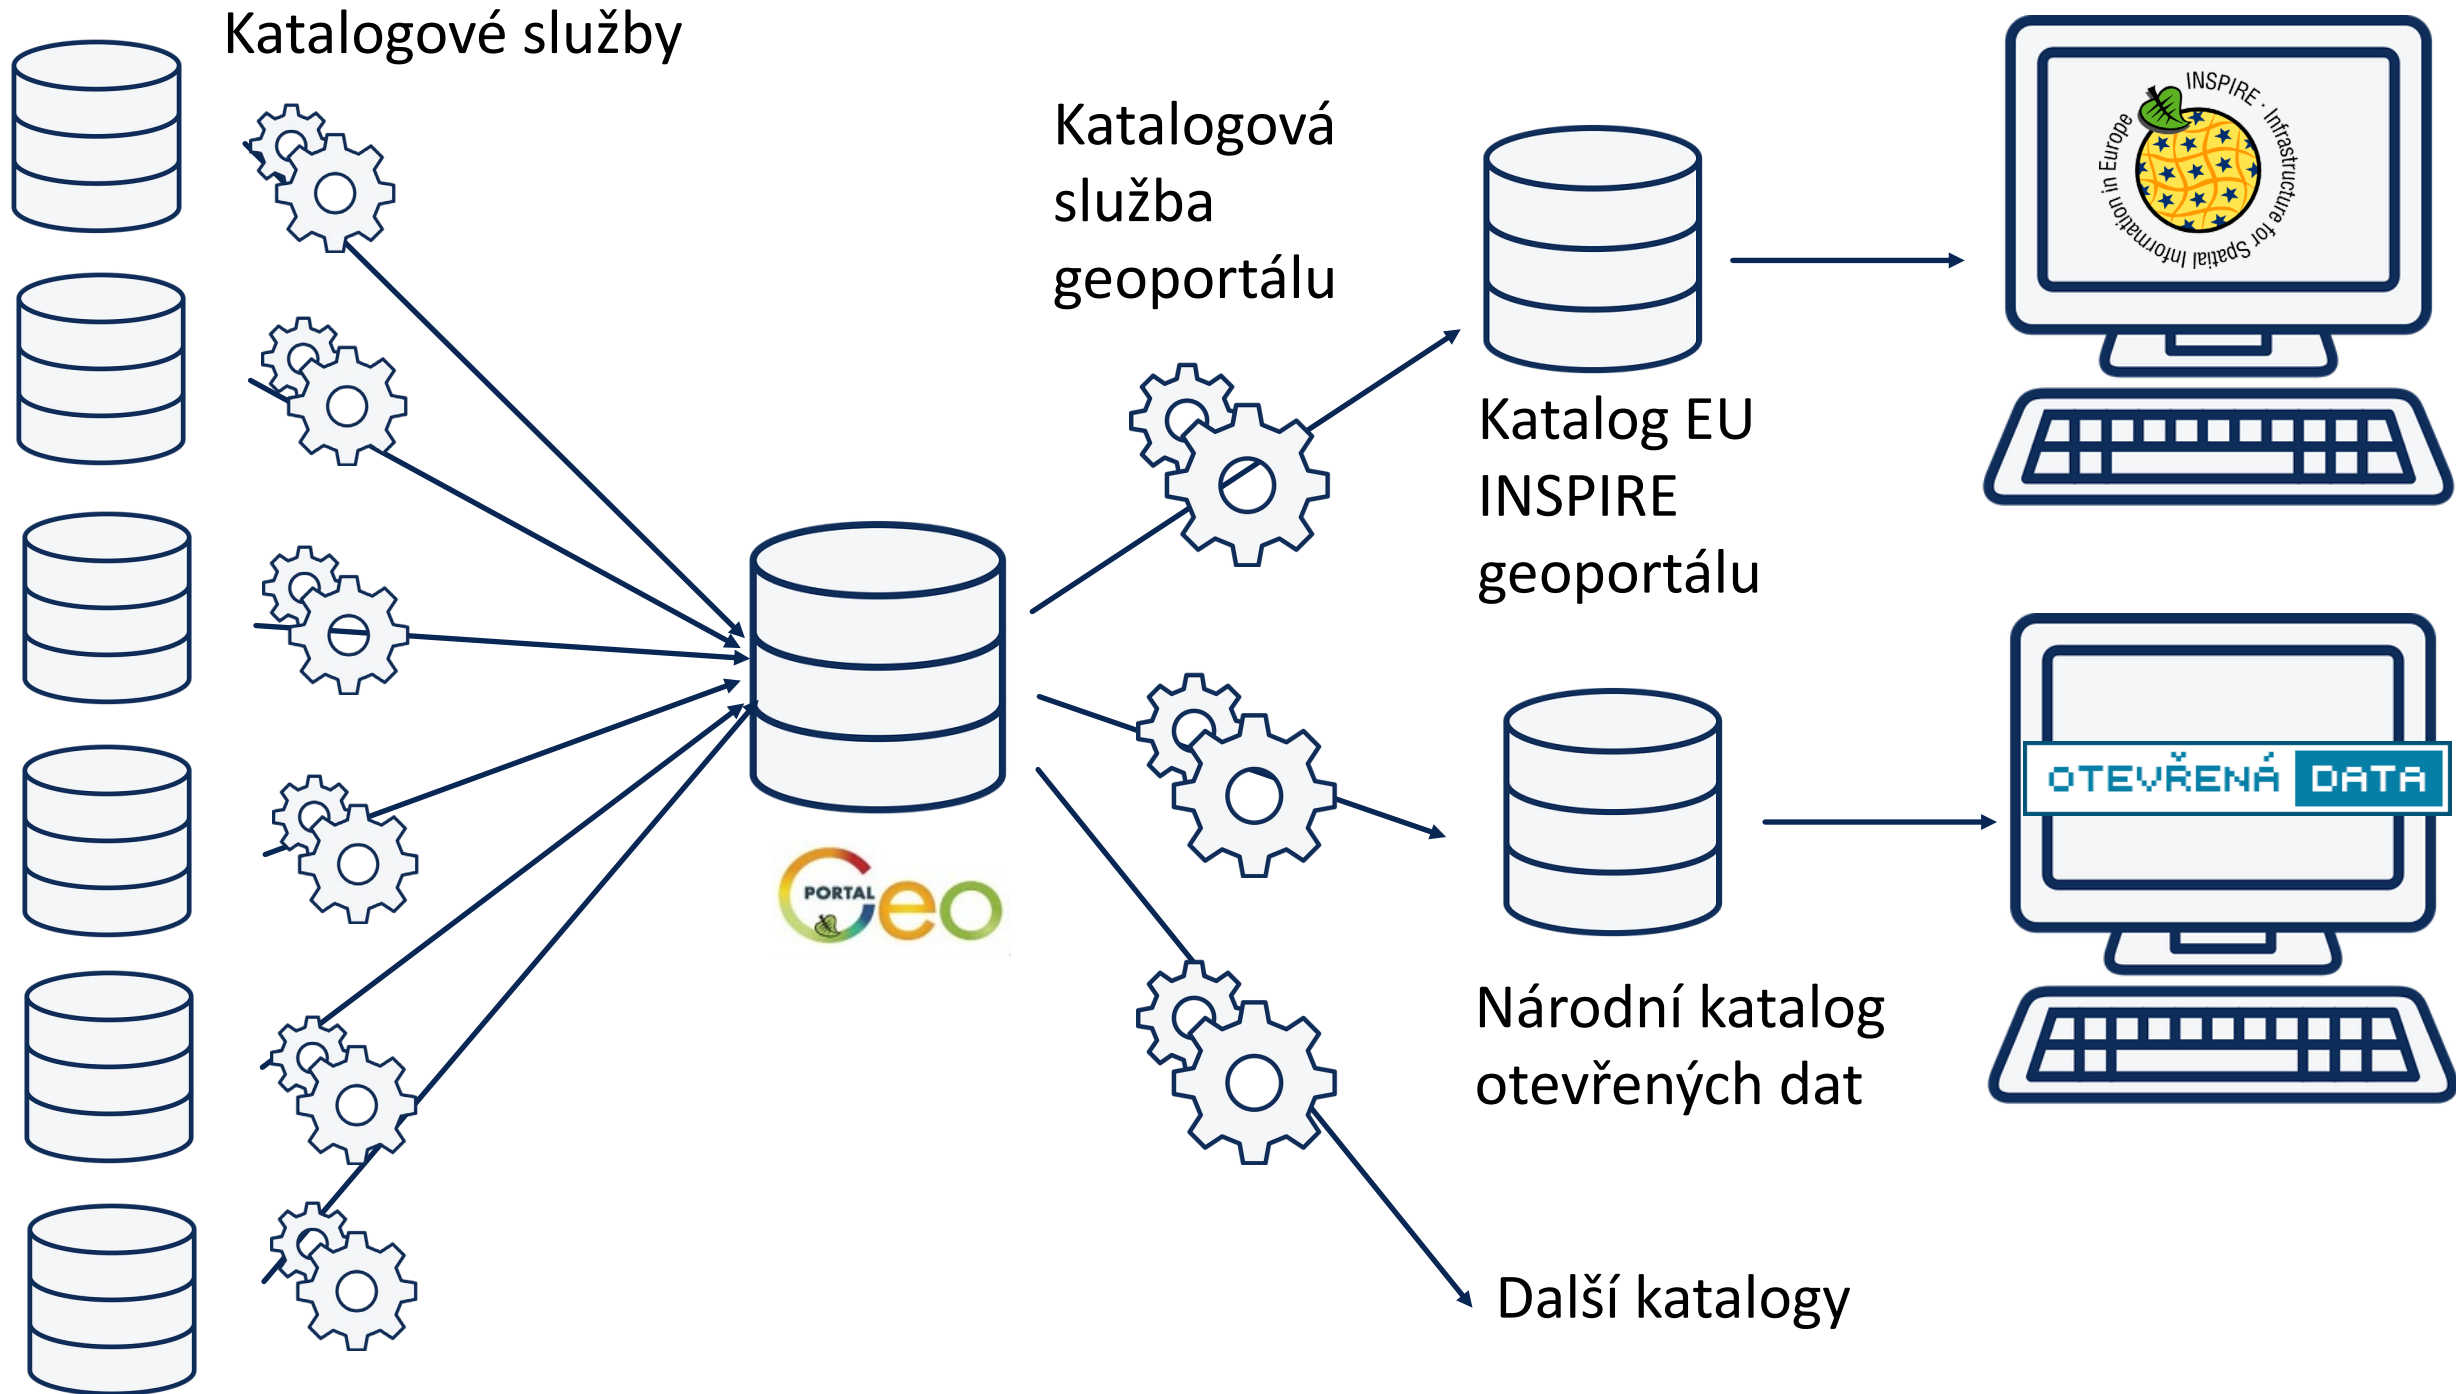 Katalogové služby
Katalogová
služba
geoportálu
INSPIRE · Infrastructure for Spatial Information in Europe
Katalog EU
INSPIRE
geoportálu
PORTAL
Geo
OTEVŘENÁ DATA
Národní katalog
otevřených dat
Další katalogy